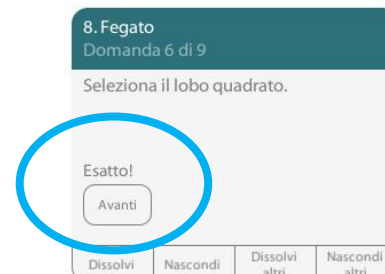 8. Fegato
Domanda 6 di 9
Seleziona il lobo quadrato.
Esatto!
Avanti
Dissolvi
Nascondi
Dissolvi
altri
Nascondi
altri